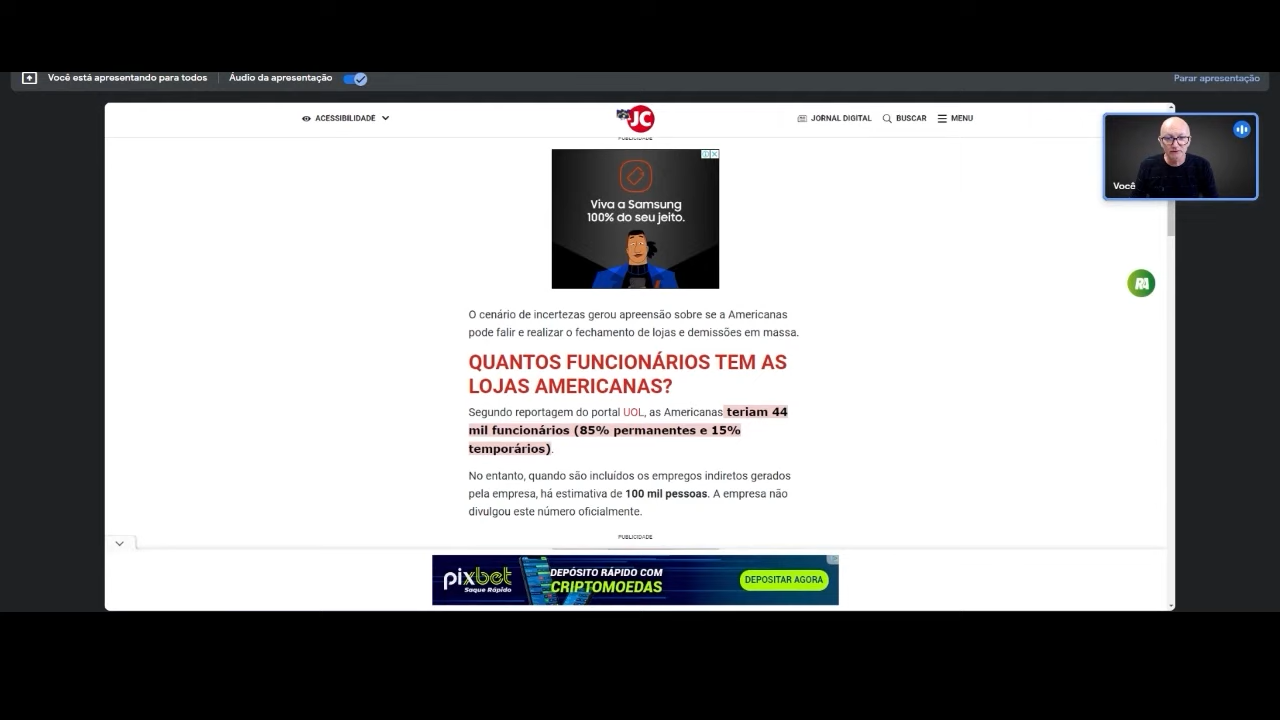 Você está apresentando para todos
Áudio da apresentação
Parar apresentação
ACESSIBILIDADE
JC
JORNAL DIGITAL
BUSCAR
MENU
PUBLICIDADE
Viva a Samsung
100% do seu jeito.
Você
RA
O cenário de incertezas gerou apreensão sobre se a Americanas
pode falir e realizar o fechamento de lojas e demissões em massa.
QUANTOS FUNCIONÁRIOS TEM AS
LOJAS AMERICANAS?
Segundo reportagem do portal UOL, as Americanas teriam 44
mil funcionários (85% permanentes e 15%
temporários).
No entanto, quando são incluídos os empregos indiretos gerados
pela empresa, há estimativa de 100 mil pessoas. A empresa não
divulgou este número oficialmente.
PUBLICIDADE
pixbet
Saque Rápido
DEPÓSITO RÁPIDO COM
CRIPTOMOEDAS
DEPOSITAR AGORA